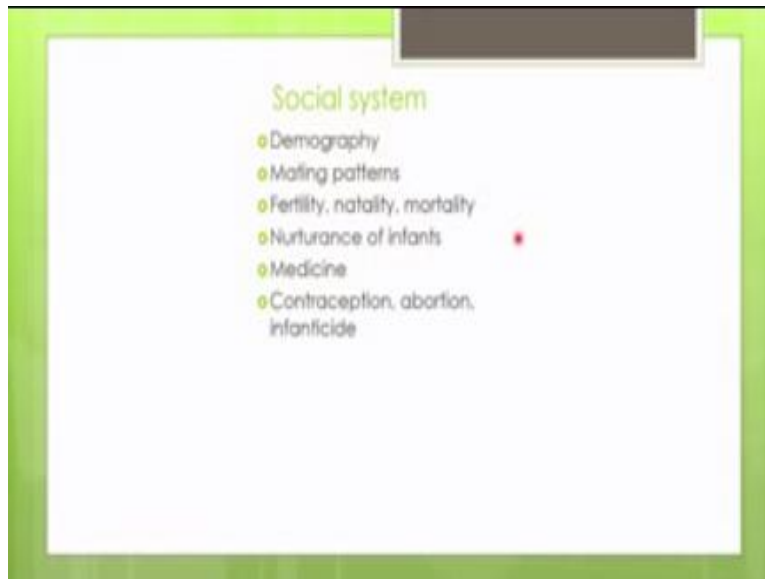 Social system
Demography
Mating patterns
Fertility, natality, mortality
Nurturance of infants
Medicine
Contraception, abortion,
infanticide